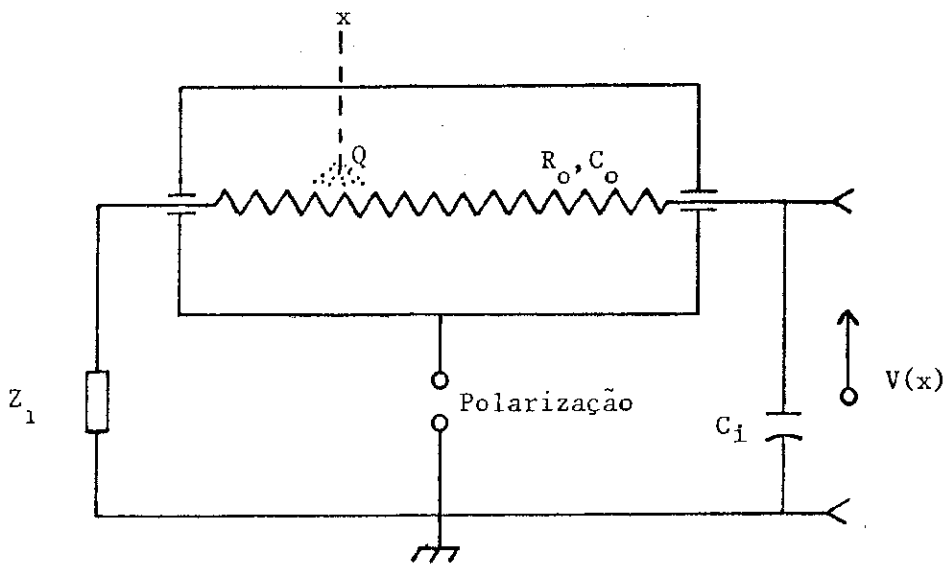 x
Q
R_o, C_o
Z_1
Polarização
C_i
V(x)